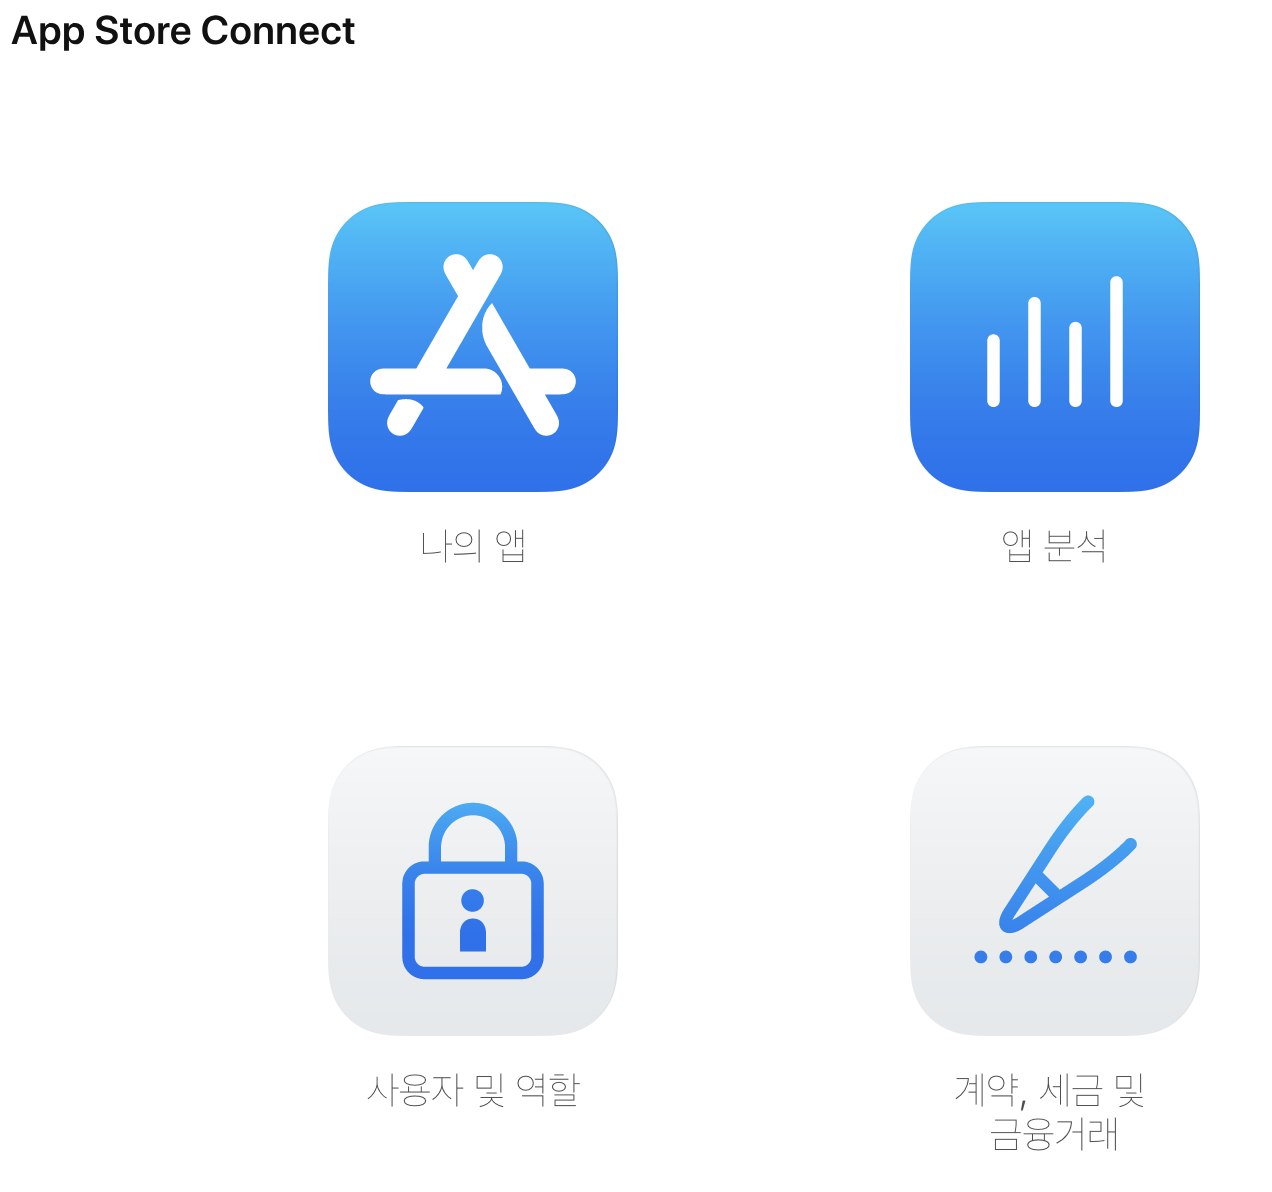 App Store Connect
나의 앱
앱 분석
사용자 및 역할
계약, 세금 및
금융거래